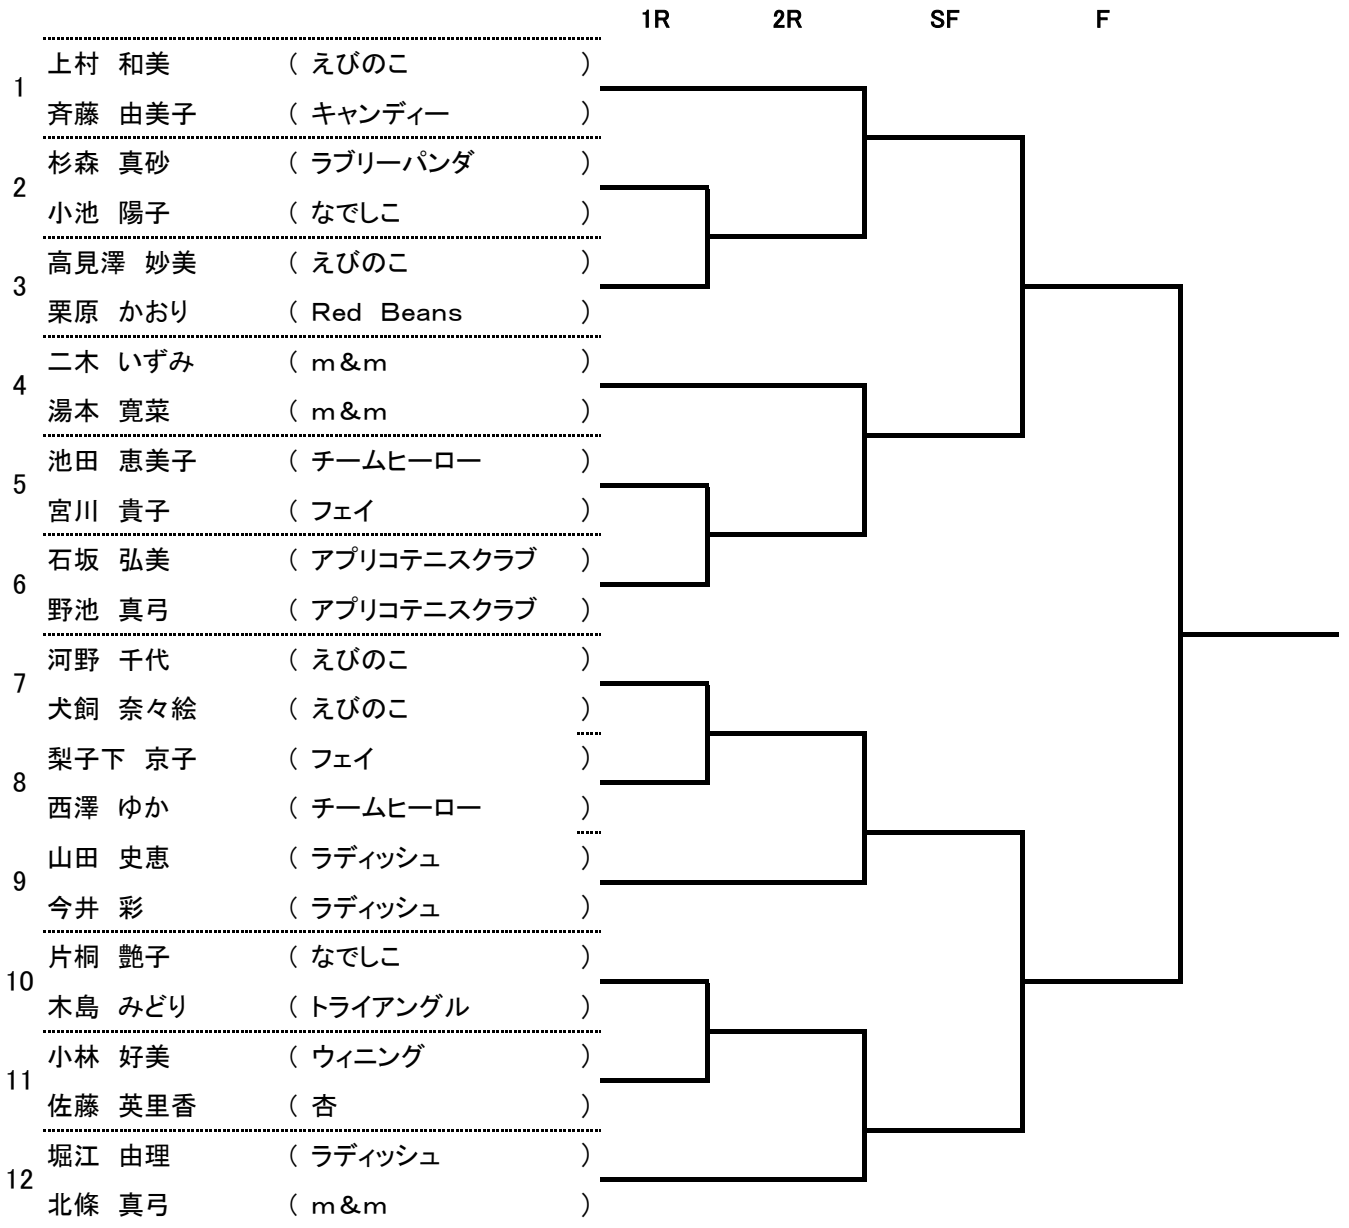 1R 2R SF F
上村　和美 （ えびのこ ）
1
斉藤　由美子 （ キャンディー ）
杉森　真砂 （ ラブリーパンダ ）
2
小池　陽子 （ なでしこ ）
高見澤　妙美 （ えびのこ ）
3
栗原　かおり （ Ｒｅｄ　Ｂｅａｎｓ ）
二木　いずみ （ ｍ＆ｍ ）
4
湯本　寛菜 （ ｍ＆ｍ ）
池田　恵美子 （ チームヒーロー ）
5
宮川　貴子 （ フェイ ）
石坂　弘美 （ アプリコテニスクラブ ）
6
野池　真弓 （ アプリコテニスクラブ ）
河野　千代 （ えびのこ ）
7
犬飼　奈々絵 （ えびのこ ）
梨子下　京子 （ フェイ ）
8
西澤　ゆか （ チームヒーロー ）
山田　史恵 （ ラディッシュ ）
9
今井　彩 （ ラディッシュ ）
片桐　艶子 （ なでしこ ）
10
木島　みどり （ トライアングル ）
小林　好美 （ ウィニング ）
11
佐藤　英里香 （ 杏 ）
堀江　由理 （ ラディッシュ ）
12
北條　真弓 （ ｍ＆ｍ ）